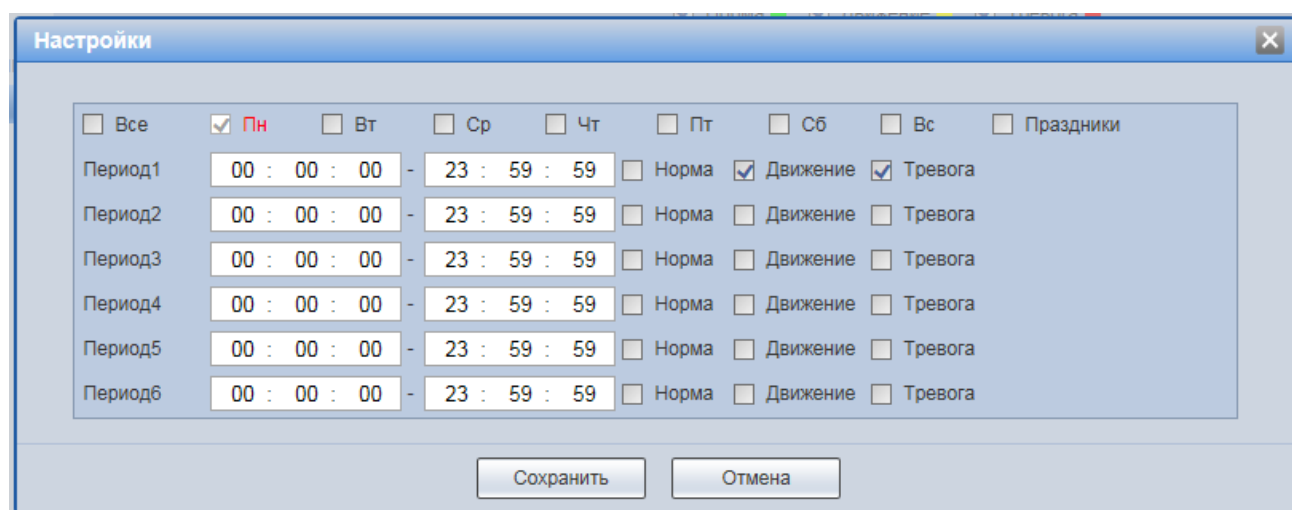 Настройки
Все Пн Вт Ср Чт Пт Сб Вс Праздники
Период1 00 : 00 : 00 - 23 : 59 : 59 Норма Движение Тревога
Период2 00 : 00 : 00 - 23 : 59 : 59 Норма Движение Тревога
Период3 00 : 00 : 00 - 23 : 59 : 59 Норма Движение Тревога
Период4 00 : 00 : 00 - 23 : 59 : 59 Норма Движение Тревога
Период5 00 : 00 : 00 - 23 : 59 : 59 Норма Движение Тревога
Период6 00 : 00 : 00 - 23 : 59 : 59 Норма Движение Тревога
Сохранить Отмена